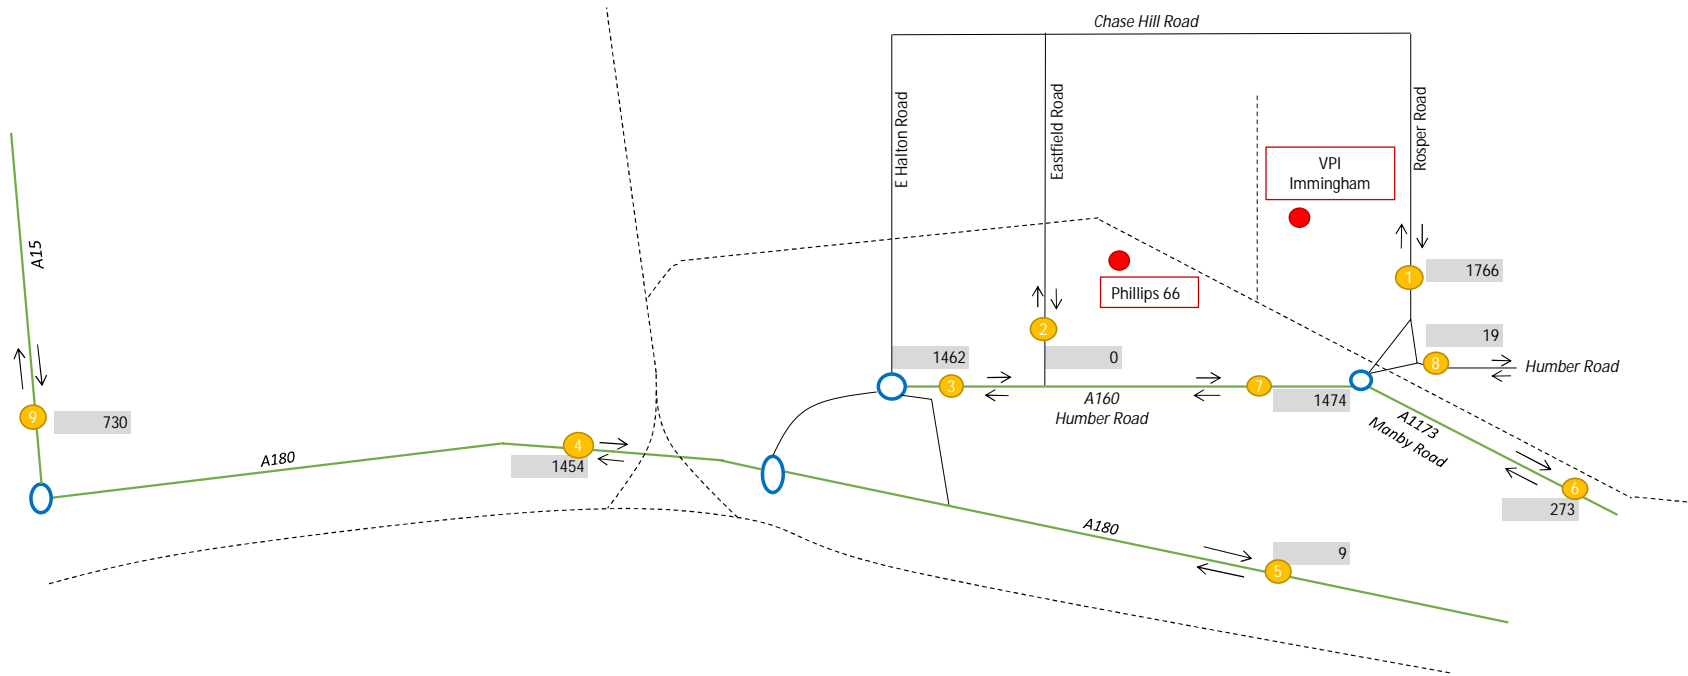 Chase Hill Road
E Halton Road
Eastfield Road
Rosper Road
VPI
Immingham
A15
Phillips 66
1
1766
2
19
1462
0
8
Humber Road
3
7
A160
Humber Road
1474
A1173
Manby Road
9
730
A180
4
1454
6
273
A180
9
5